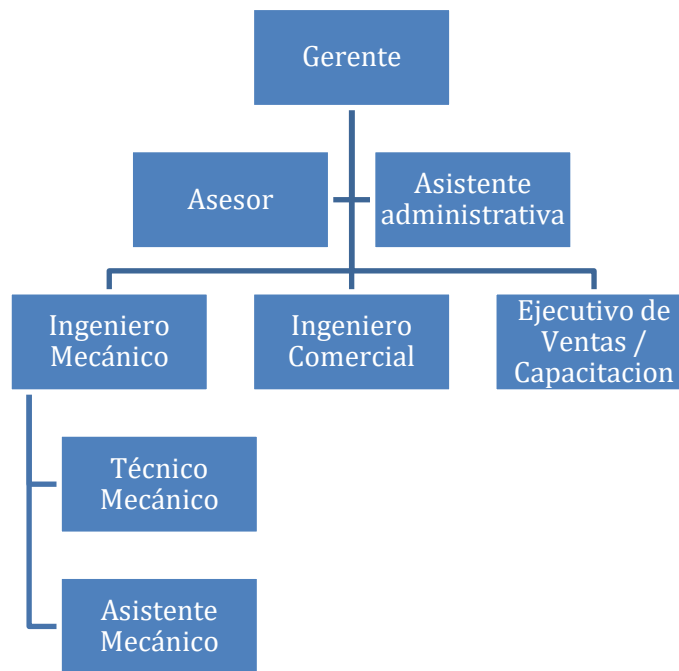 Gerente
Asesor
Asistente
administrativa
Ingeniero
Mecánico
Ingeniero
Comercial
Ejecutivo de
Ventas /
Capacitacion
Técnico
Mecánico
Asistente
Mecánico